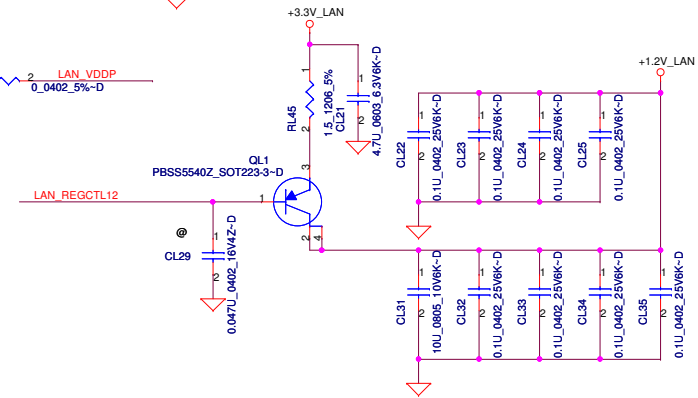 +3.3V_LAN
+1.2V_LAN
2
LAN_VDDP
0_0402_5%~D
1
RL45
1.5_1206_5%
2
1
CL21
4.7U_0603_6.3V6K~D
2
1
CL22
0.1U_0402_25V6K~D
2
1
CL23
0.1U_0402_25V6K~D
2
1
CL24
0.1U_0402_25V6K~D
2
1
CL25
0.1U_0402_25V6K~D
2
QL1
PBSS5540Z_SOT223-3~D
3
LAN_REGCTL12
1
2
4
@
1
CL29
0.047U_0402_16V4Z~D
2
1
CL31
10U_0805_10V6K~D
2
1
CL32
0.1U_0402_25V6K~D
2
1
CL33
0.1U_0402_25V6K~D
2
1
CL34
0.1U_0402_25V6K~D
2
1
CL35
0.1U_0402_25V6K~D
2